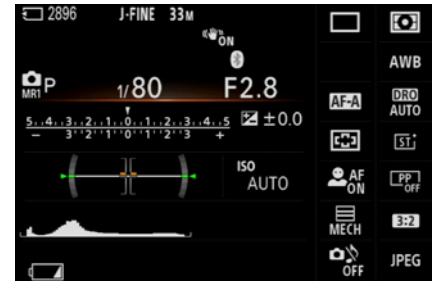 2896 J-FINE 33M
ON
MR1 P 1/80 F2.8
5..4..3..2..1..0..1..2..3..4..5 ±0.0
– 3 2 1 0 1 2 3 +
ISO
AUTO
AWB
AF-A DRO
AUTO
ST
AF
ON PP
OFF
MECH 3:2
OFF JPEG